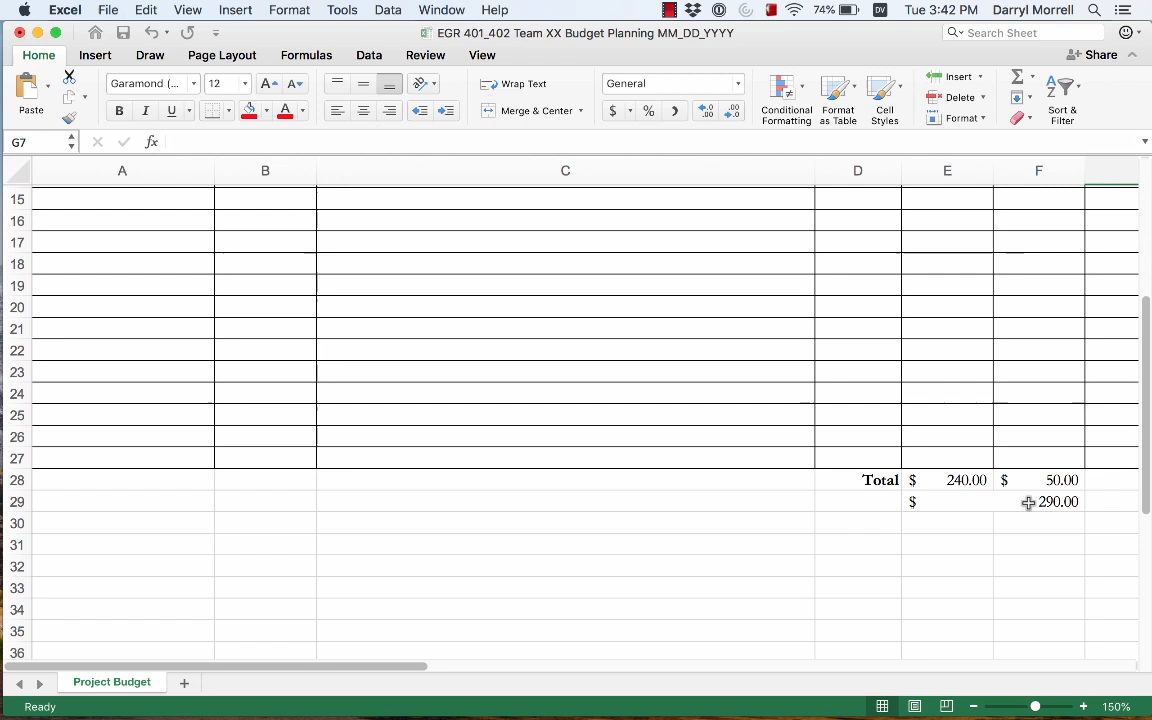 Excel File Edit View Insert Format Tools Data Window Help 74% DV Tue 3:42 PM Darryl Morrell
EGR 401_402 Team XX Budget Planning MM_DD_YYYY Search Sheet
Home Insert Draw Page Layout Formulas Data Review View Share
Paste Garamond (... 12 A A Wrap Text General Insert
B I U A Merge & Center $ % Conditional Formatting Format as Table Cell Styles Delete Format Sort & Filter
G7 fx
A B C D E F
15
16
17
18
19
20
21
22
23
24
25
26
27
28 Total $ 240.00 $ 50.00
29 $ 290.00
30
31
32
33
34
35
36
Project Budget +
Ready 150%